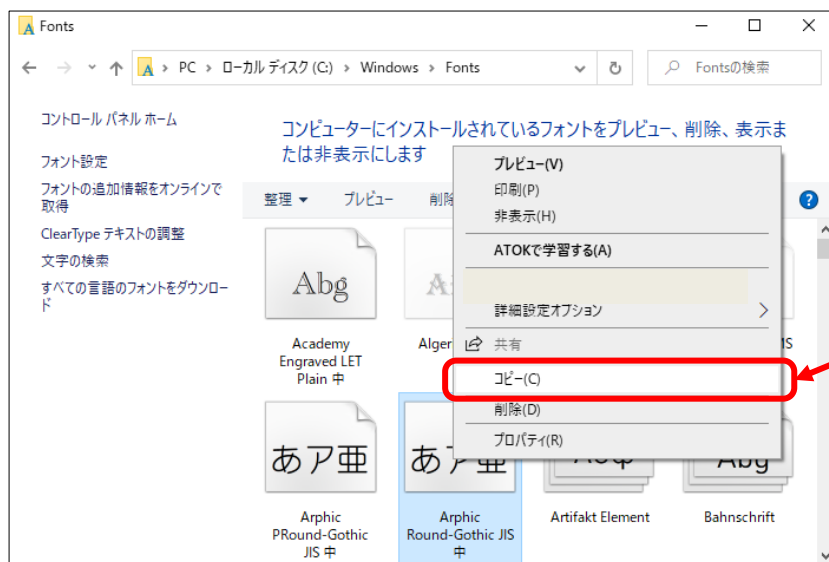 Fonts
PC > ローカル ディスク (C:) > Windows > Fonts
Fontsの検索
コントロール パネル ホーム
フォント設定
フォントの追加情報をオンラインで
取得
ClearType テキストの調整
文字の検索
すべての言語のフォントをダウンロー
ド
コンピューターにインストールされているフォントをプレビュー、削除、表示ま
たは非表示にします
整理
プレビュー
削除
プレビュー(V)
印刷(P)
非表示(H)
ATOKで学習する(A)
詳細設定オプション
共有
コピー(C)
削除(D)
プロパティ(R)
Abg
Academy
Engraved LET
Plain 中
Alger
あア亜
Arphic
PRound-Gothic
JIS 中
あア亜
Arphic
Round-Gothic JIS
中
Artifakt Element
Abg
Bahnschrift